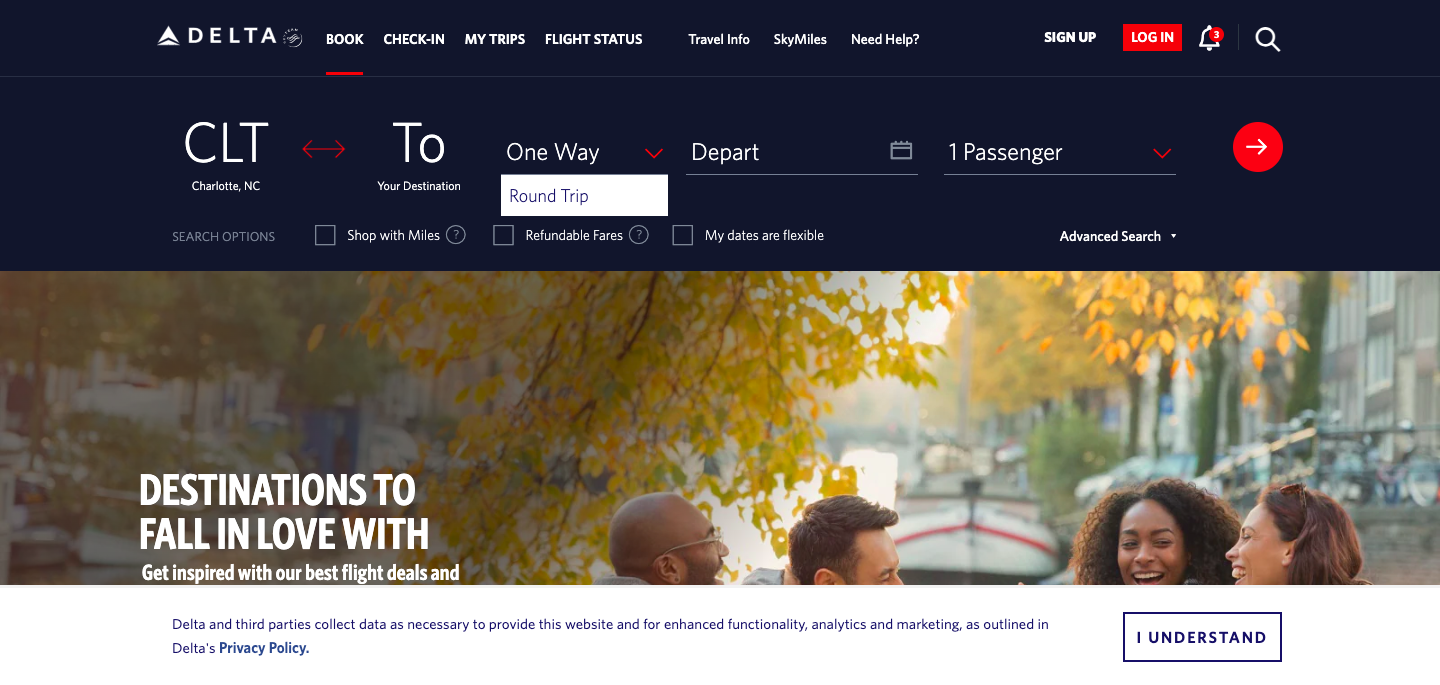 DELTA
BOOK CHECK-IN MY TRIPS FLIGHT STATUS Travel Info SkyMiles Need Help? SIGN UP LOG IN 3
CLT To One Way Depart 1 Passenger
Charlotte, NC Your Destination
Round Trip
SEARCH OPTIONS Shop with Miles ? Refundable Fares ? My dates are flexible Advanced Search
DESTINATIONS TO
FALL IN LOVE WITH
Get inspired with our best flight deals and
Delta and third parties collect data as necessary to provide this website and for enhanced functionality, analytics and marketing, as outlined in
Delta's Privacy Policy.
I UNDERSTAND